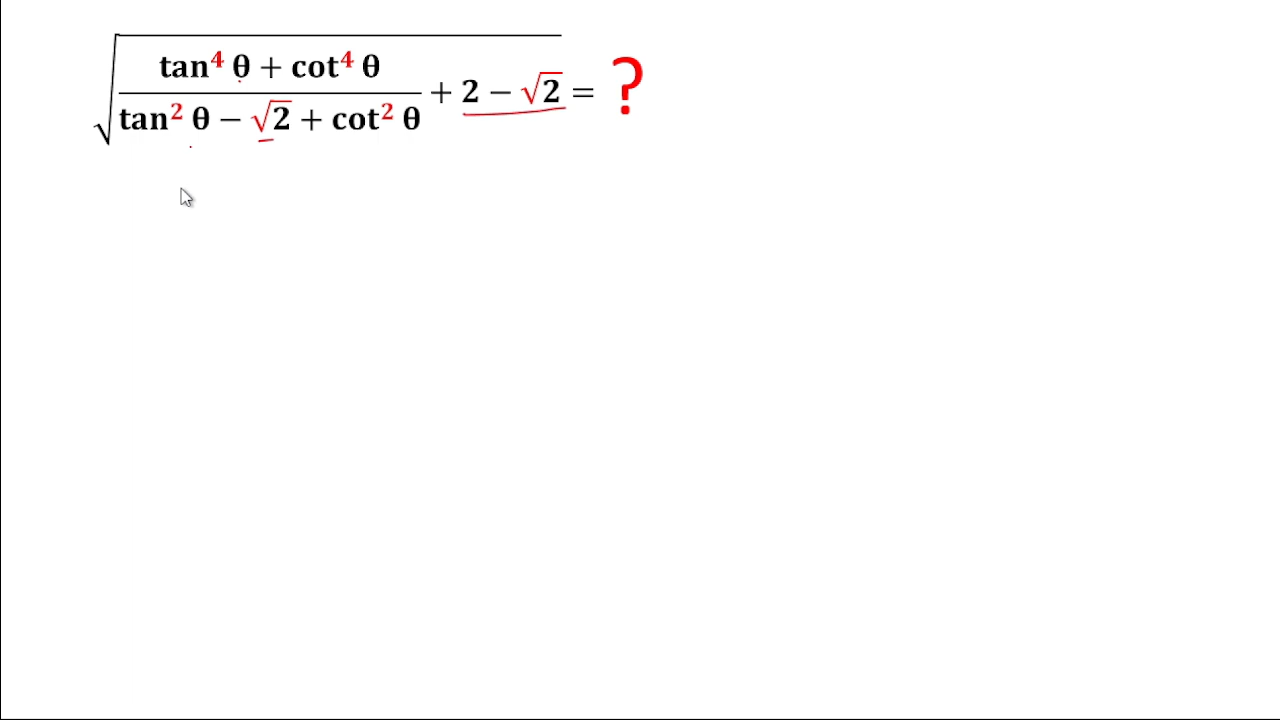 √((tan⁴ θ + cot⁴ θ)/(tan² θ − √2 + cot² θ) + 2 − √2) = ?